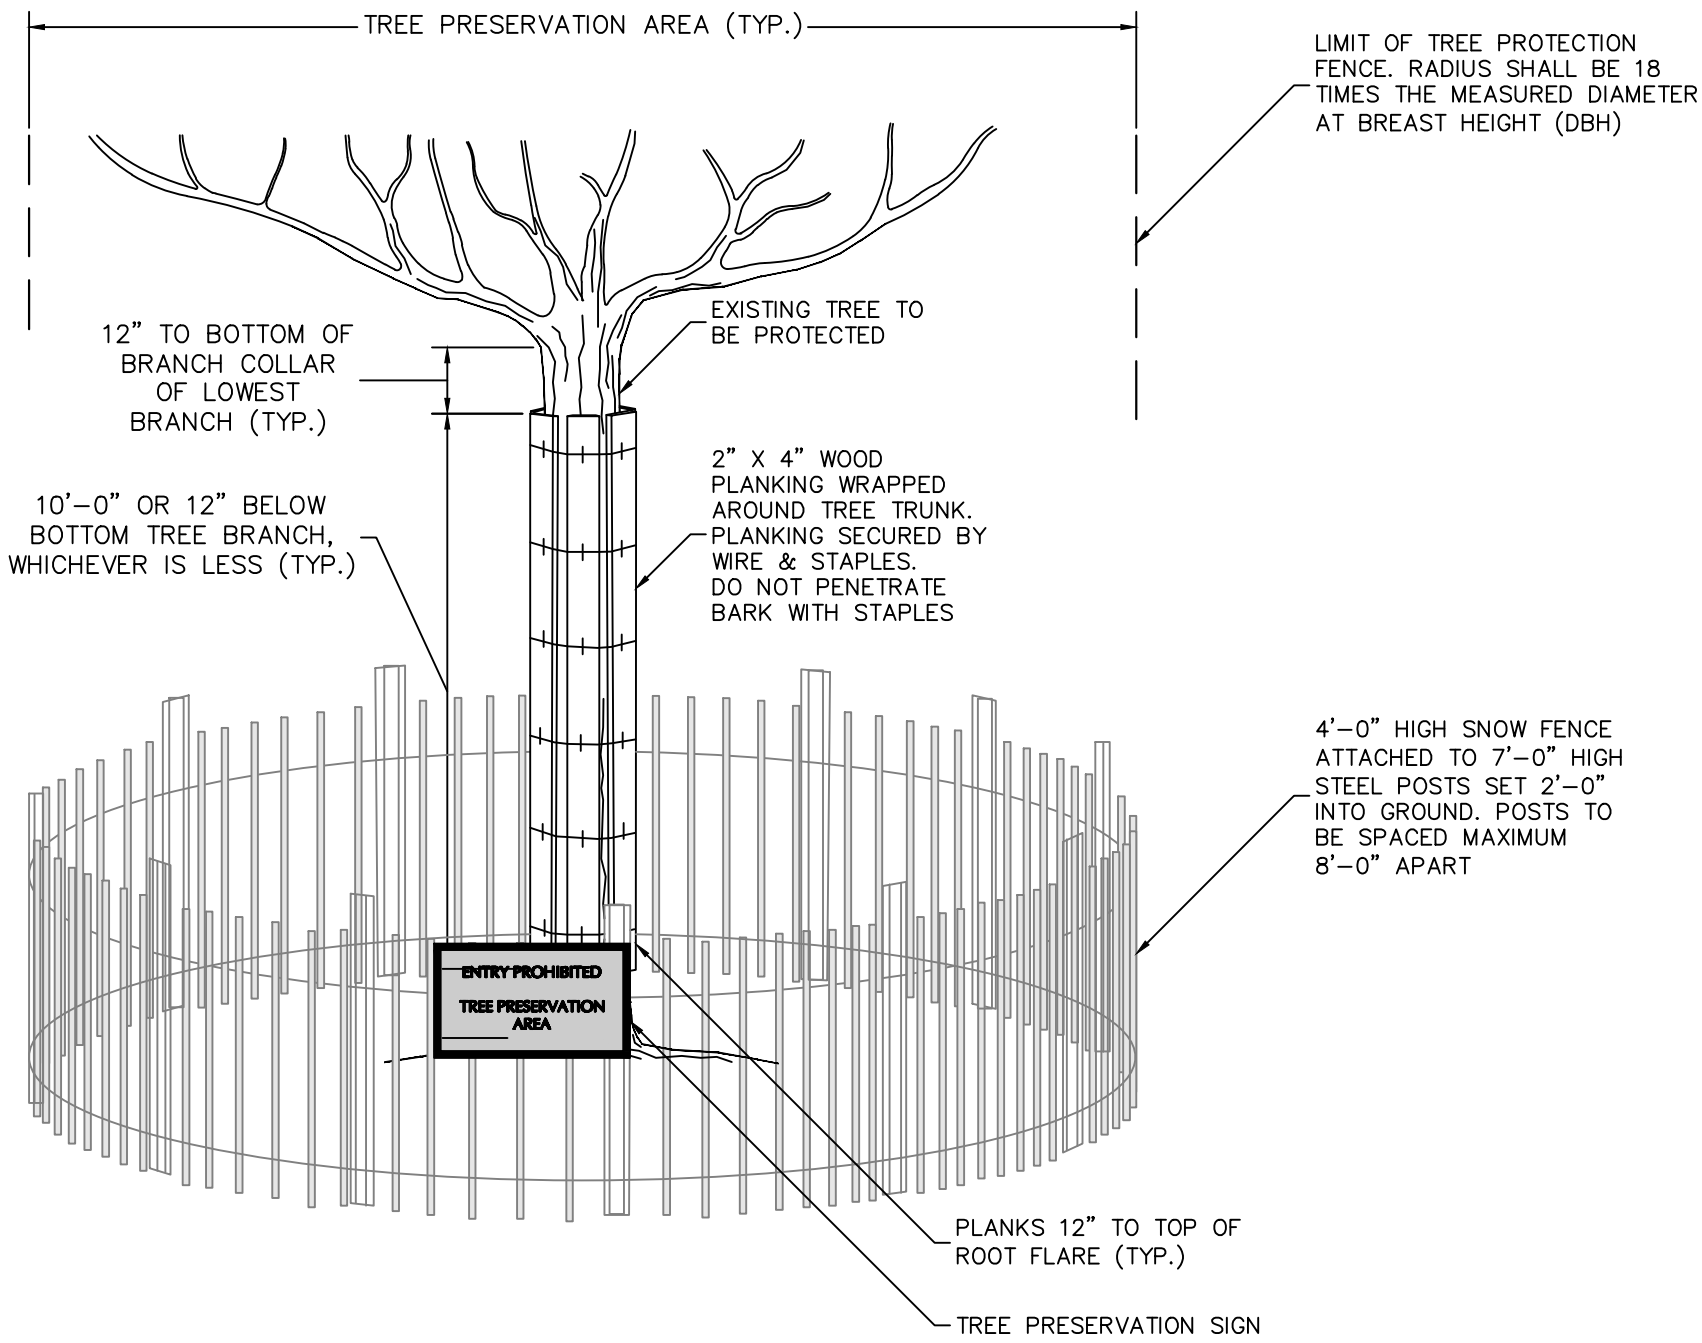 TREE PRESERVATION AREA (TYP.)
LIMIT OF TREE PROTECTION
FENCE. RADIUS SHALL BE 18
TIMES THE MEASURED DIAMETER
AT BREAST HEIGHT (DBH)
12” TO BOTTOM OF
BRANCH COLLAR
OF LOWEST
BRANCH (TYP.)
EXISTING TREE TO
BE PROTECTED
10’-0” OR 12” BELOW
BOTTOM TREE BRANCH,
WHICHEVER IS LESS (TYP.)
2” X 4” WOOD
PLANKING WRAPPED
AROUND TREE TRUNK.
PLANKING SECURED BY
WIRE & STAPLES.
DO NOT PENETRATE
BARK WITH STAPLES
4’-0” HIGH SNOW FENCE
ATTACHED TO 7’-0” HIGH
STEEL POSTS SET 2’-0”
INTO GROUND. POSTS TO
BE SPACED MAXIMUM
8’-0” APART
ENTRY PROHIBITED
TREE PRESERVATION
AREA
PLANKS 12” TO TOP OF
ROOT FLARE (TYP.)
TREE PRESERVATION SIGN